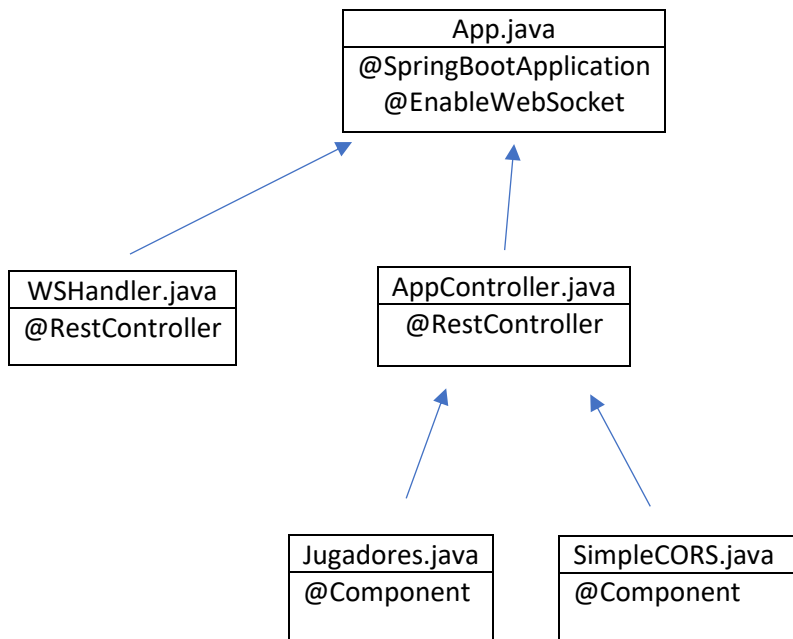 App.java
@SpringBootApplication
@EnableWebSocket
WSHandler.java
@RestController
AppController.java
@RestController
Jugadores.java
@Component
SimpleCORS.java
@Component